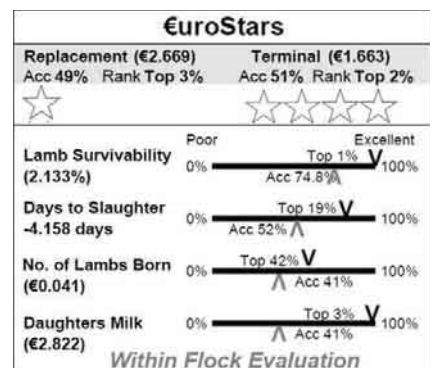 €uroStars
Replacement (€2.669) Terminal (€1.663)
Acc 49% Rank Top 3% Acc 51% Rank Top 2%
Poor Excellent
Lamb Survivability (2.133%)
0% Top 1% 100%
Acc 74.8%
Days to Slaughter -4.158 days
0% Top 19% 100%
Acc 52%
No. of Lambs Born (€0.041)
0% Top 42% 100%
Acc 41%
Daughters Milk (€2.822)
0% Top 3% 100%
Acc 41%
Within Flock Evaluation